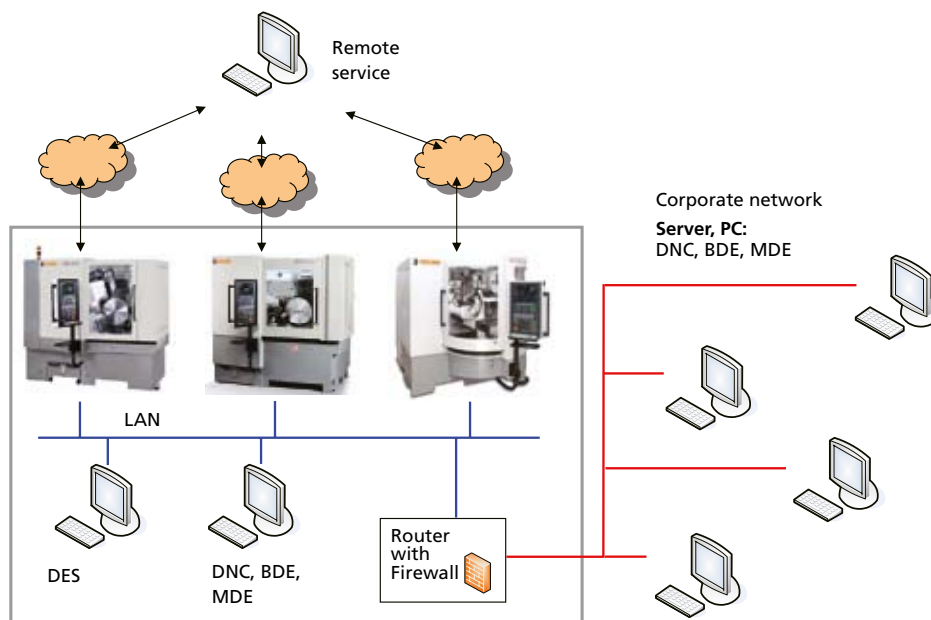 Remote
service
Corporate network
Server, PC:
DNC, BDE, MDE
LAN
DES
DNC, BDE,
MDE
Router
with
Firewall